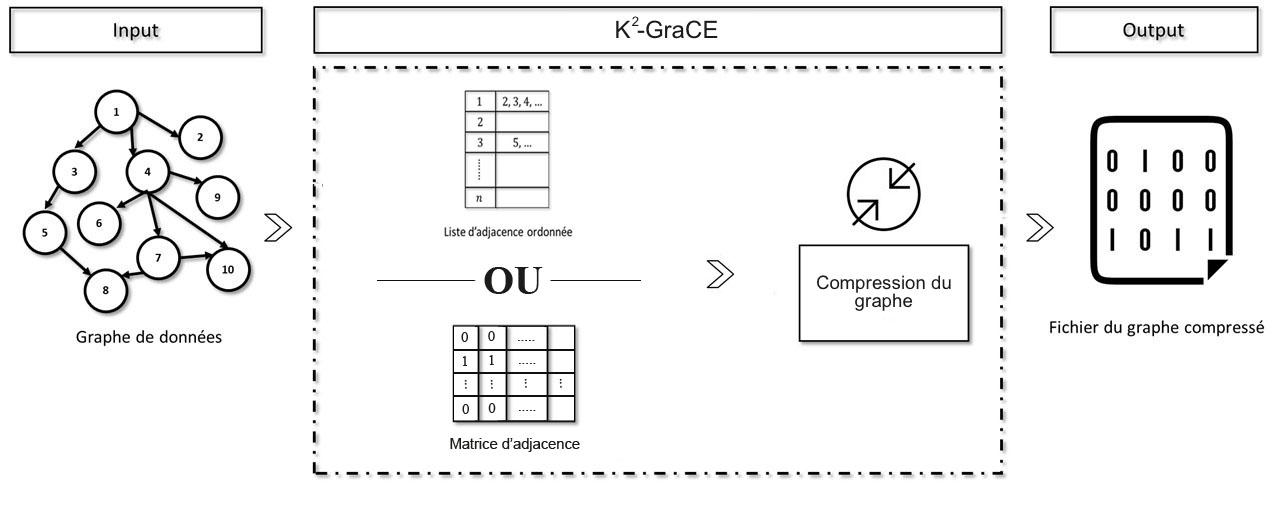 Input
K²-GraCE
Output
1
2
3
4
9
6
5
7
10
8
Graphe de données
1 2, 3, 4, ...
2
3 5, ...
⋮
n
Liste d'adjacence ordonnée
OU
0 0 .....
1 1 .....
⋮ ⋮ ⋮ ⋮
0 0 .....
Matrice d'adjacence
Compression du
graphe
0 1 0 0
0 0 0 0
1 0 1 1
Fichier du graphe compressé